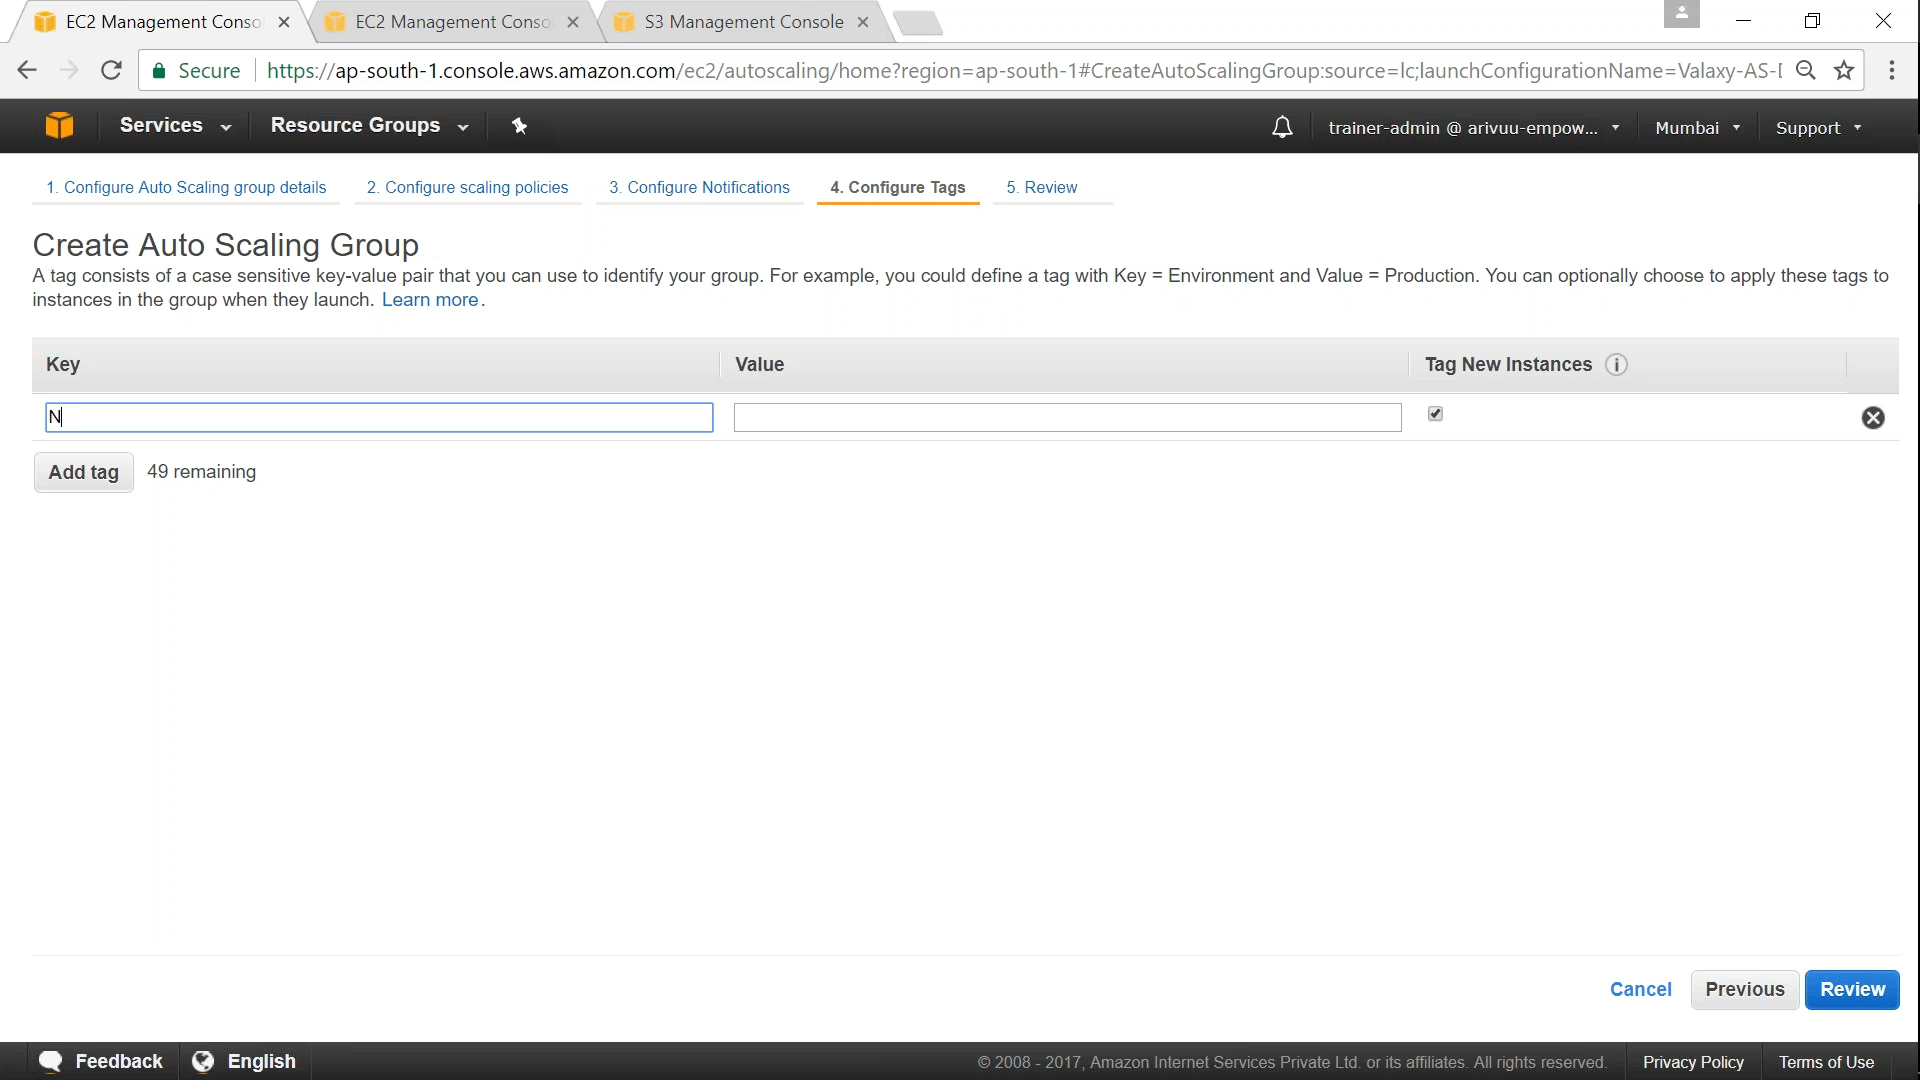 EC2 Management Conso
EC2 Management Conso
S3 Management Console
Secure
https://ap-south-1.console.aws.amazon.com/ec2/autoscaling/home?region=ap-south-1#CreateAutoScalingGroup:source=lc;launchConfigurationName=Valaxy-AS-
Services
Resource Groups
trainer-admin @ arivuu-empow...
Mumbai
Support
1. Configure Auto Scaling group details
2. Configure scaling policies
3. Configure Notifications
4. Configure Tags
5. Review
Create Auto Scaling Group
A tag consists of a case sensitive key-value pair that you can use to identify your group. For example, you could define a tag with Key = Environment and Value = Production. You can optionally choose to apply these tags to
instances in the group when they launch. Learn more.
Key
Value
Tag New Instances
N
Add tag
49 remaining
Cancel
Previous
Review
Feedback
English
© 2008 - 2017, Amazon Internet Services Private Ltd. or its affiliates. All rights reserved.
Privacy Policy
Terms of Use